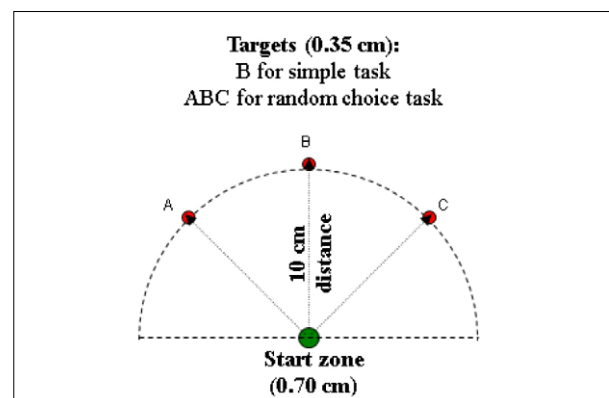 Targets (0.35 cm):
B for simple task
ABC for random choice task
B
A
C
10 cm
distance
Start zone
(0.70 cm)